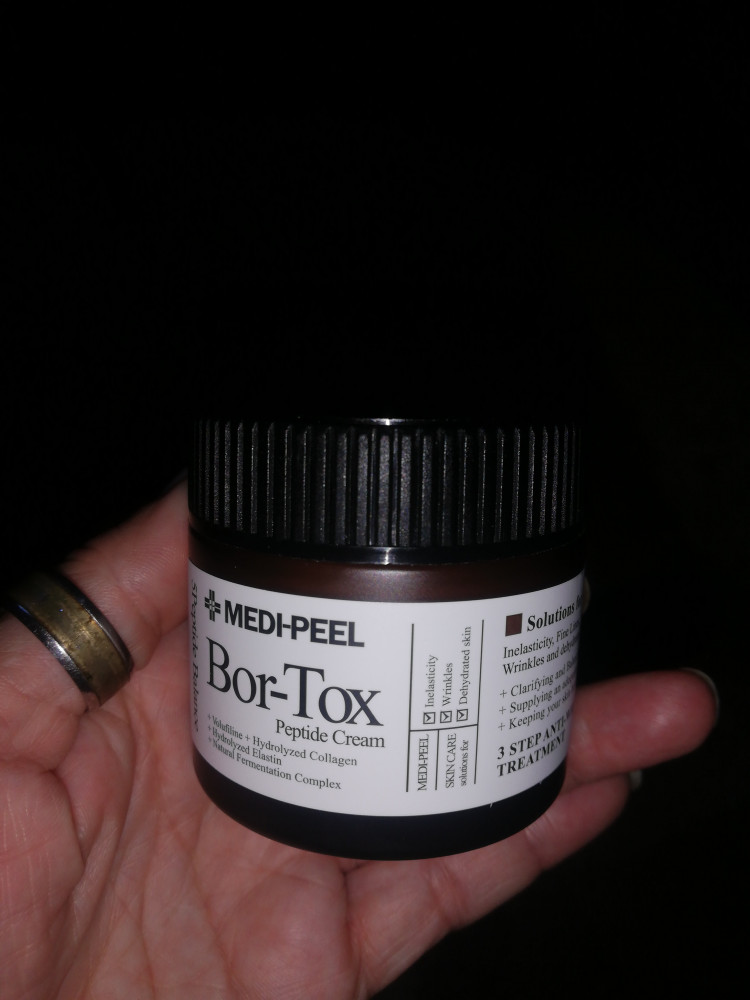 MEDI-PEEL
Bor-Tox
Peptide Cream
+ Volufiline + Hydrolyzed Collagen
+ Hydrolyzed Elastin
+ Natural Fermentation Complex
Inelasticity
Wrinkles
Dehydrated skin
MEDI-PEEL
SKIN CARE
solutions for
Solutions
Inelasticity, Fine
Wrinkles and
+ Clarifying and
+ Supplying an
+ Keeping your
3 STEP
TREATMENT